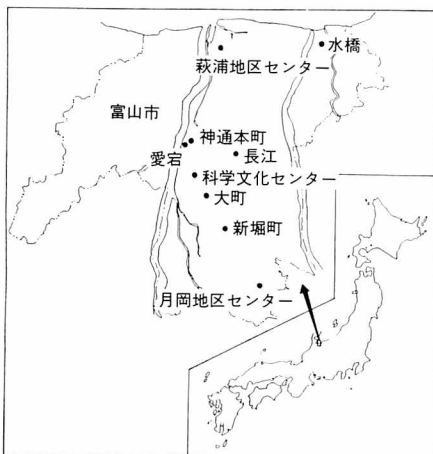 水橋
萩浦地区センター
富山市
神通本町
愛宕
長江
科学文化センター
大町
新堀町
月岡地区センター